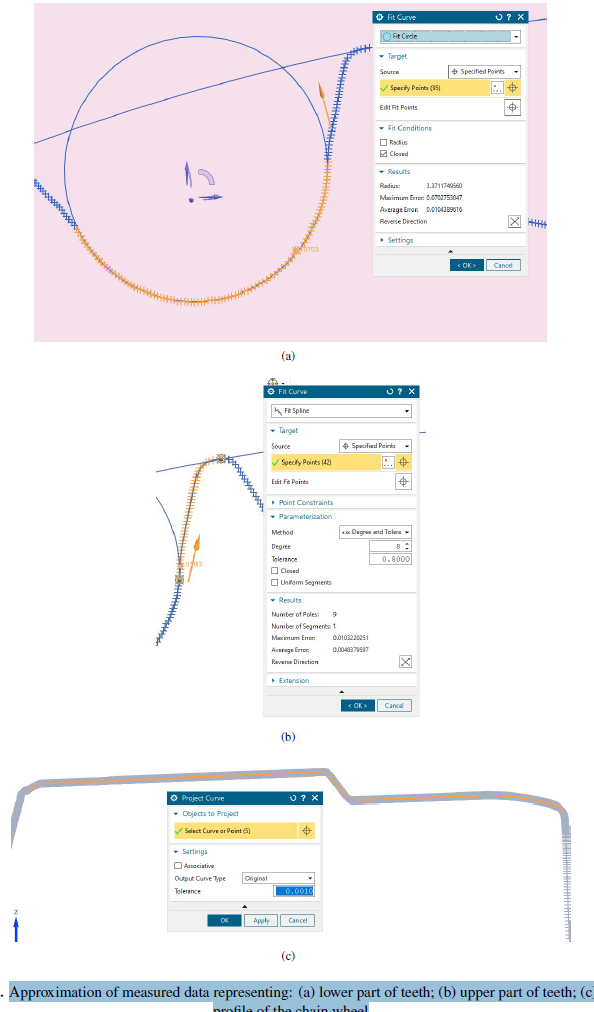 Fit Curve
Fit Circle
Target
Source
Specified Points
Specify Points (95)
Edit Fit Points
Fit Conditions
Radius
Closed
Results
Radius: 3.3711749560
Maximum Error: 0.0702753047
Average Error: 0.0104389616
Reverse Direction
Settings
< OK > Cancel
(a)
Fit Curve
Fit Spline
Target
Source
Specified Points
Specify Points (42)
Edit Fit Points
Point Constraints
Parameterization
Method
Degree and Tolera
Degree 8
Tolerance 0.8000
Closed
Uniform Segments
Results
Number of Poles: 9
Number of Segments: 1
Maximum Error: 0.0103220251
Average Error: 0.0048379597
Reverse Direction
Extension
< OK > Cancel
(b)
Project Curve
Objects to Project
Select Curve or Point (5)
Settings
Associative
Output Curve Type Original
Tolerance 0.0010
OK Apply Cancel
z
(c)
. Approximation of measured data representing: (a) lower part of teeth; (b) upper part of teeth; (c)
profile of the chain wheel